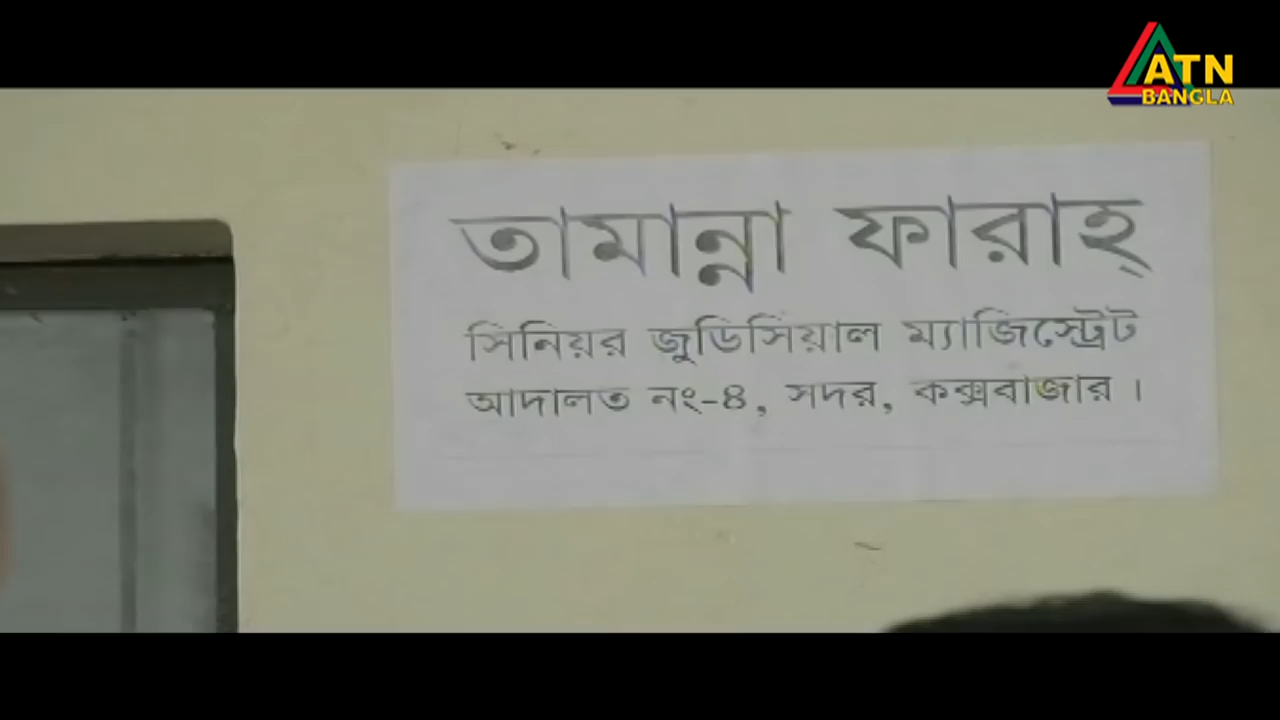 ATN
BANGLA
তামান্না ফারাহ্
সিনিয়র জুডিসিয়াল ম্যাজিস্ট্রেট
আদালত নং-৪, সদর, কক্সবাজার ।